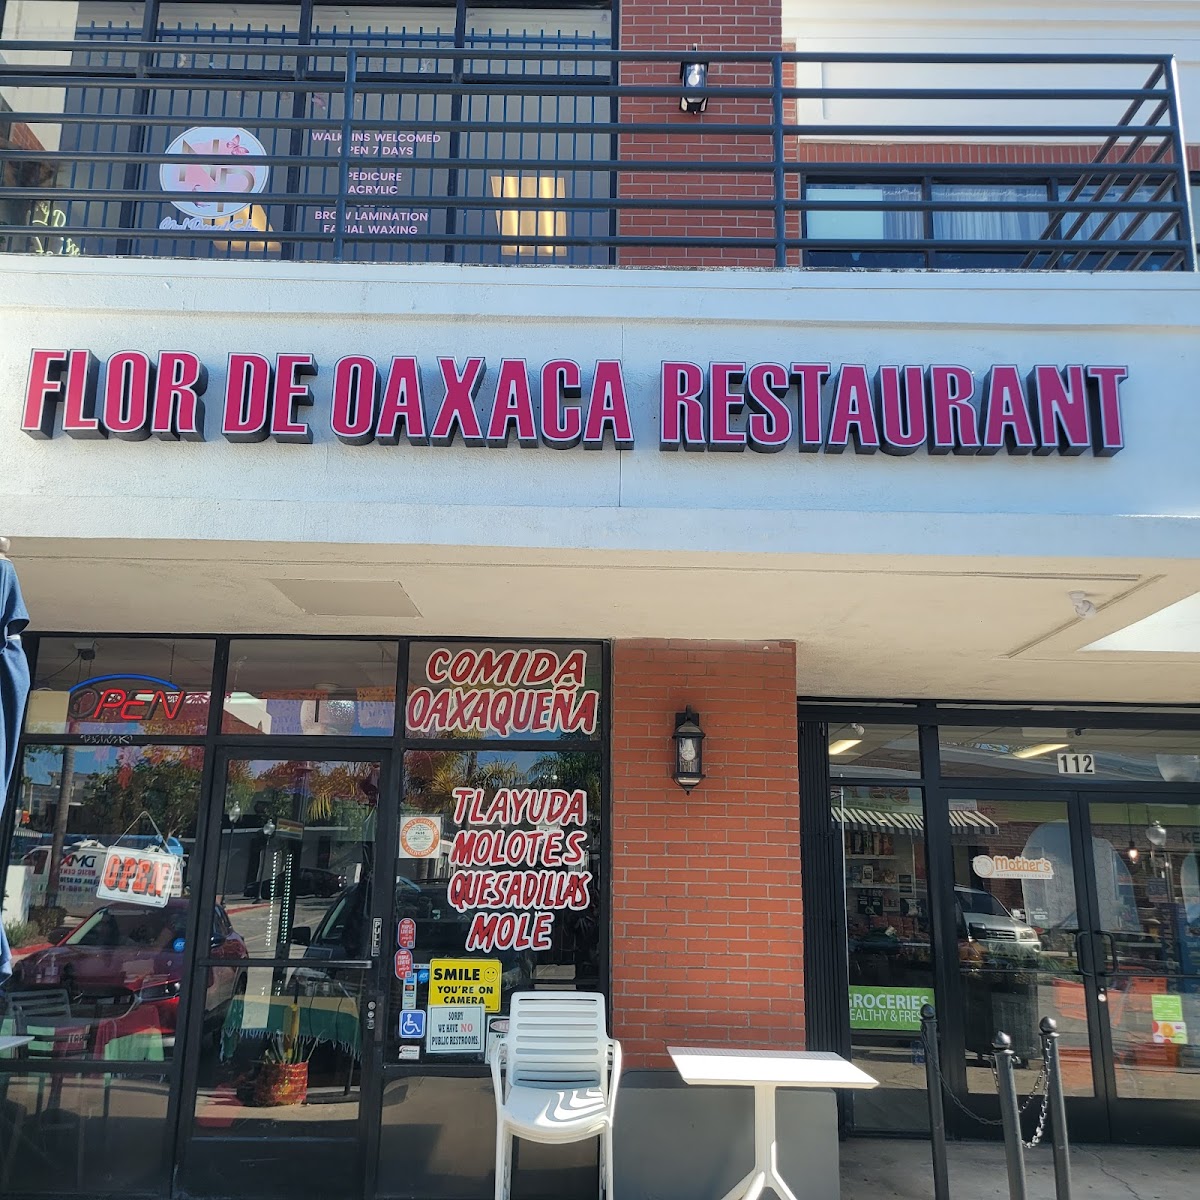 WALK INS WELCOMED
OPEN 7 DAYS
PEDICURE
ACRYLIC
BROW LAMINATION
FACIAL WAXING
FLOR DE OAXACA RESTAURANT
OPEN
COMIDA
OAXAQUEÑA
TLAYUDA
MOLOTES
QUESADILLAS
MOLE
OPEN
PULL
SMILE
YOU'RE ON
CAMERA
SORRY
WE HAVE NO
PUBLIC RESTROOMS.
112
Mother's
GROCERIES
HEALTHY & FRESH